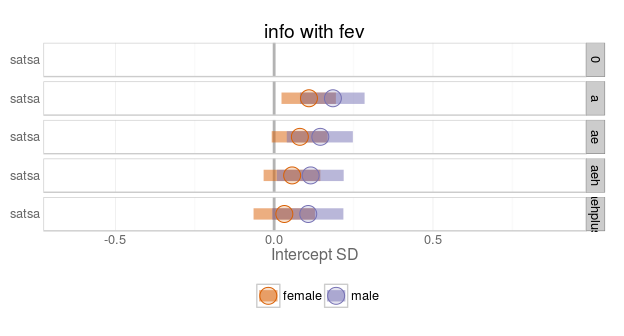 info with fev
satsa 0
satsa a
satsa ae
satsa aeh
satsa ehplus
-0.5 0.0 0.5
Intercept SD
female male